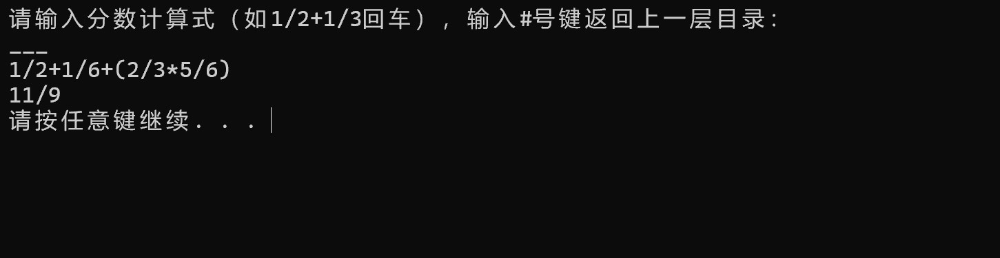 请输入分数计算式（如1/2+1/3回车），输入#号键返回上一层目录：
___
1/2+1/6+(2/3*5/6)
11/9
请按任意键继续. . .